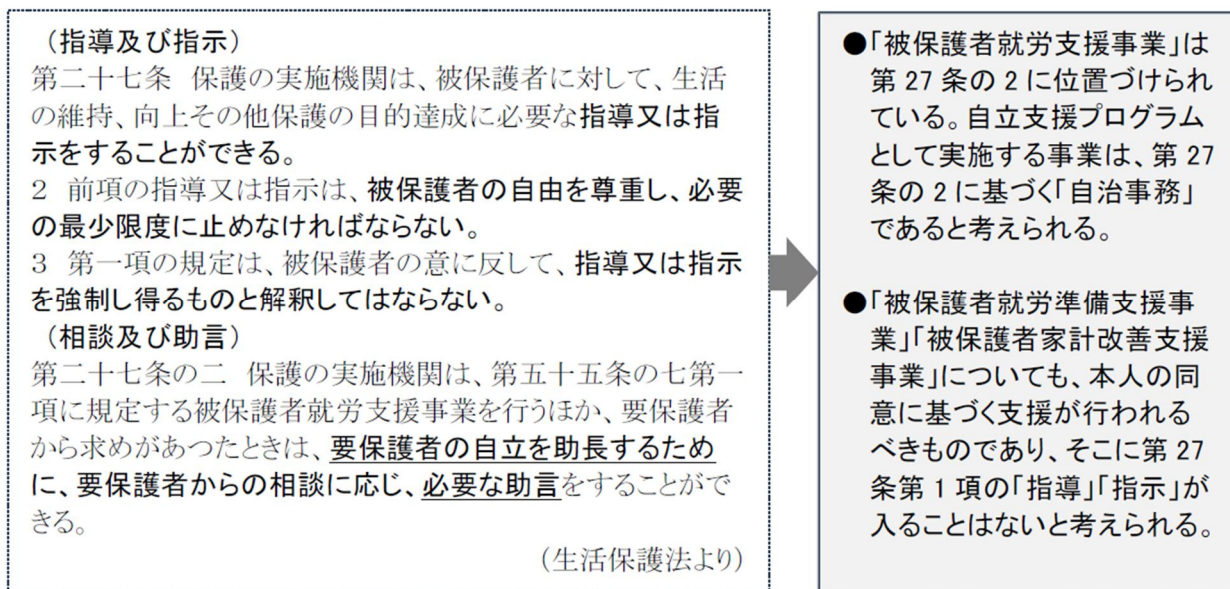 （指導及び指示）
第二十七条　保護の実施機関は、被保護者に対して、生活
の維持、向上その他保護の目的達成に必要な指導又は指
示をすることができる。
２　前項の指導又は指示は、被保護者の自由を尊重し、必要
の最少限度に止めなければならない。
３　第一項の規定は、被保護者の意に反して、指導又は指示
を強制し得るものと解釈してはならない。
（相談及び助言）
第二十七条の二　保護の実施機関は、第五十五条の七第一
項に規定する被保護者就労支援事業を行うほか、要保護者
から求めがあつたときは、要保護者の自立を助長するため
に、要保護者からの相談に応じ、必要な助言をすることがで
きる。
（生活保護法より）
●「被保護者就労支援事業」は
第 27 条の 2 に位置づけられ
ている。自立支援プログラム
として実施する事業は、第 27
条の 2 に基づく「自治事務」
であると考えられる。
●「被保護者就労準備支援事
業」「被保護者家計改善支援
事業」についても、本人の同
意に基づく支援が行われる
べきものであり、そこに第 27
条第 1 項の「指導」「指示」が
入ることはないと考えられる。